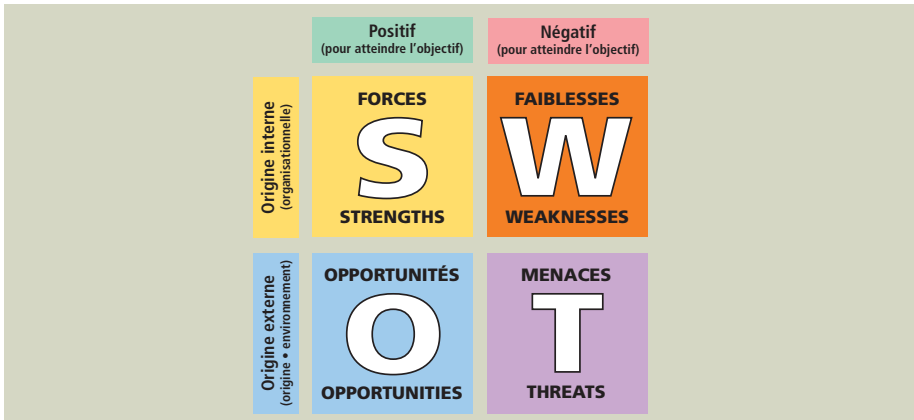 Positif
(pour atteindre l'objectif)
Négatif
(pour atteindre l'objectif)
Origine interne
(organisationnelle)
FORCES
S
STRENGTHS
FAIBLESSES
W
WEAKNESSES
Origine externe
(origine • environnement)
OPPORTUNITÉS
O
OPPORTUNITIES
MENACES
T
THREATS